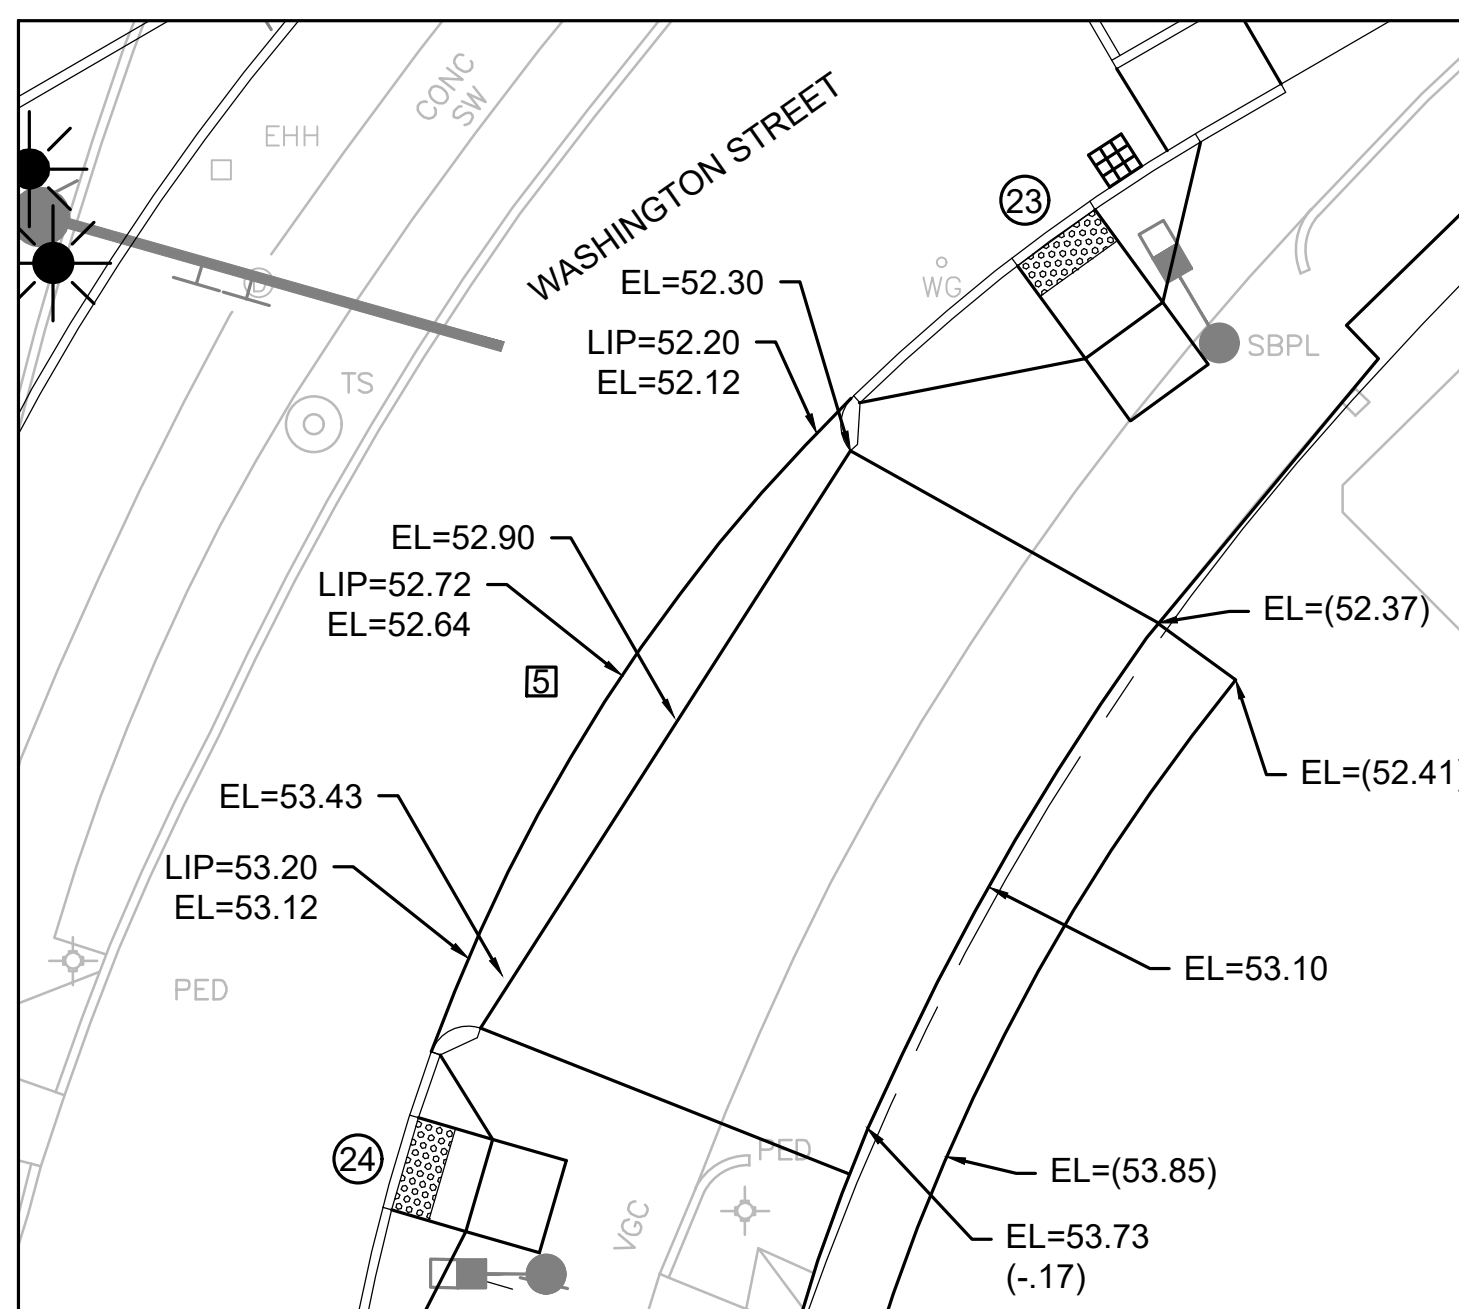 CONC
SW
EHH
WASHINGTON STREET
23
D
EL=52.30
WG
LIP=52.20
EL=52.12
SBPL
TS
EL=52.90
LIP=52.72
EL=52.64
EL=(52.37)
5
EL=(52.41)
EL=53.43
LIP=53.20
EL=53.12
EL=53.10
PED
24
PED
EL=(53.85)
VGC
EL=53.73
(-.17)